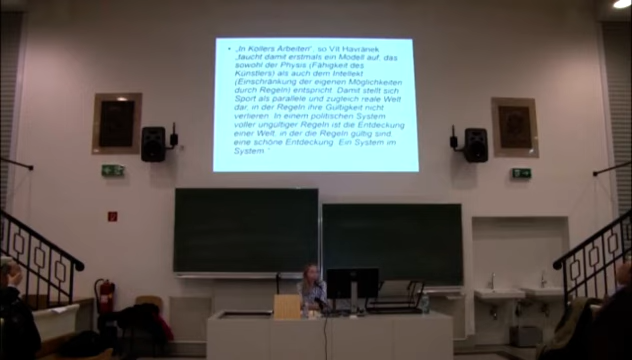 • „In Kollers Arbeiten“, so Vít Havránek
„taucht damit erstmals ein Modell auf, das
sowohl der Physis (Fähigkeit des
Künstlers) als auch dem Intellekt
(Einschränkung der eigenen Möglichkeiten
durch Regeln) entspricht. Damit stellt sich
Sport als parallele und zugleich reale Welt
dar, in der Regeln ihre Gültigkeit nicht
verlieren. In einem politischen System
voller ungültiger Regeln ist die Entdeckung
einer Welt, in der die Regeln gültig sind
eine schöne Entdeckung. Ein System im
System.“